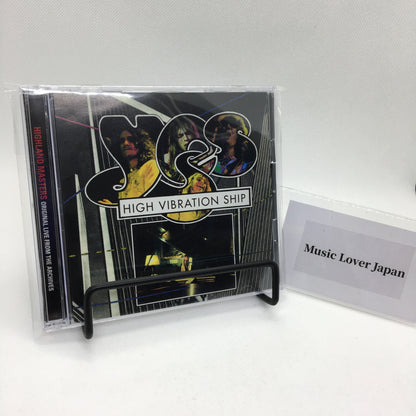 YES
HIGH VIBRATION SHIP
HIGHLAND MASTERS ORIGINAL LIVE FROM THE ARCHIVES
Music Lover Japan